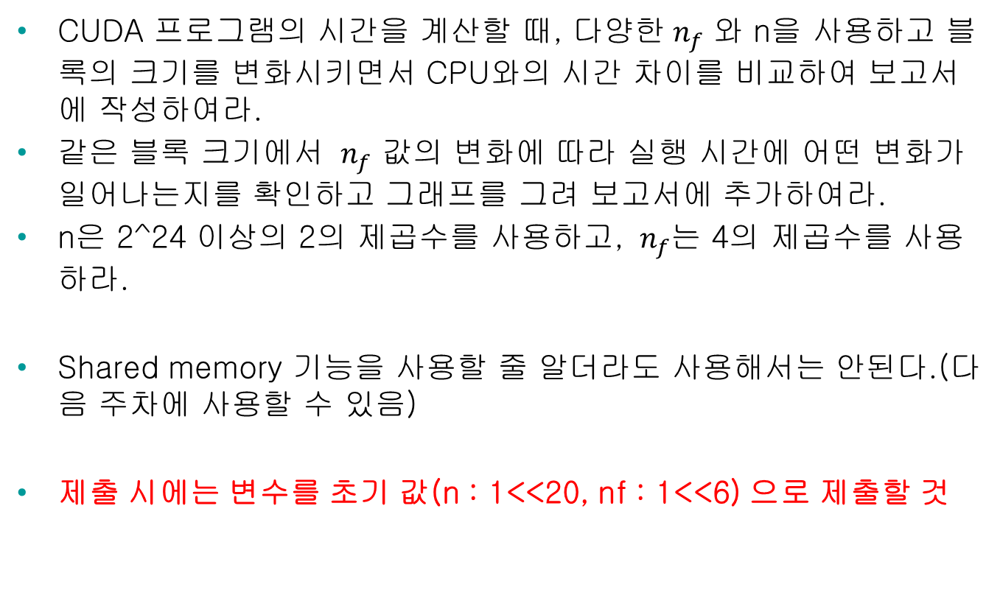 • CUDA 프로그램의 시간을 계산할 때, 다양한 𝑛𝑓 와 n을 사용하고 블
록의 크기를 변화시키면서 CPU와의 시간 차이를 비교하여 보고서
에 작성하여라.
• 같은 블록 크기에서 𝑛𝑓 값의 변화에 따라 실행 시간에 어떤 변화가
일어나는지를 확인하고 그래프를 그려 보고서에 추가하여라.
• n은 2^24 이상의 2의 제곱수를 사용하고, 𝑛𝑓는 4의 제곱수를 사용
하라.
• Shared memory 기능을 사용할 줄 알더라도 사용해서는 안된다.(다
음 주차에 사용할 수 있음)
• 제출 시에는 변수를 초기 값(n : 1<<20, nf : 1<<6) 으로 제출할 것